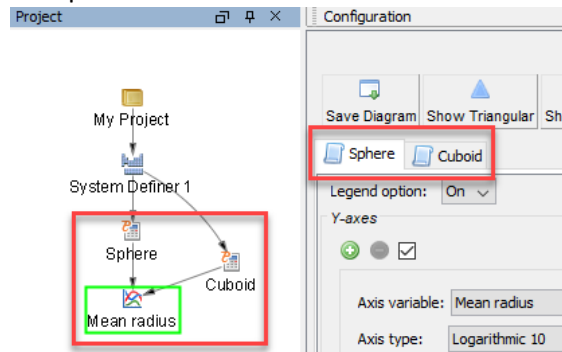 Project
My Project
System Definer 1
Sphere
Cuboid
Mean radius
Configuration
Save Diagram Show Triangular Sh
Sphere Cuboid
Legend option: On
Y-axes
Axis variable: Mean radius
Axis type: Logarithmic 10